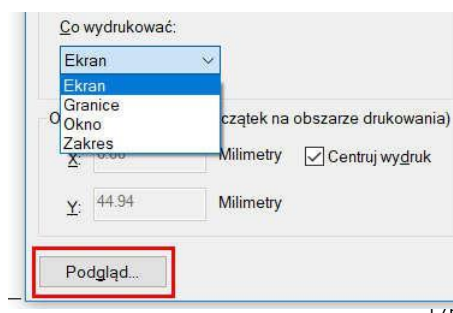 Co wydrukować:
Ekran
Ekran
Granice
Okno
Zakres
czątek na obszarze drukowania)
X: Milimetry Centruj wydruk
Y: 44.94 Milimetry
Podgląd...